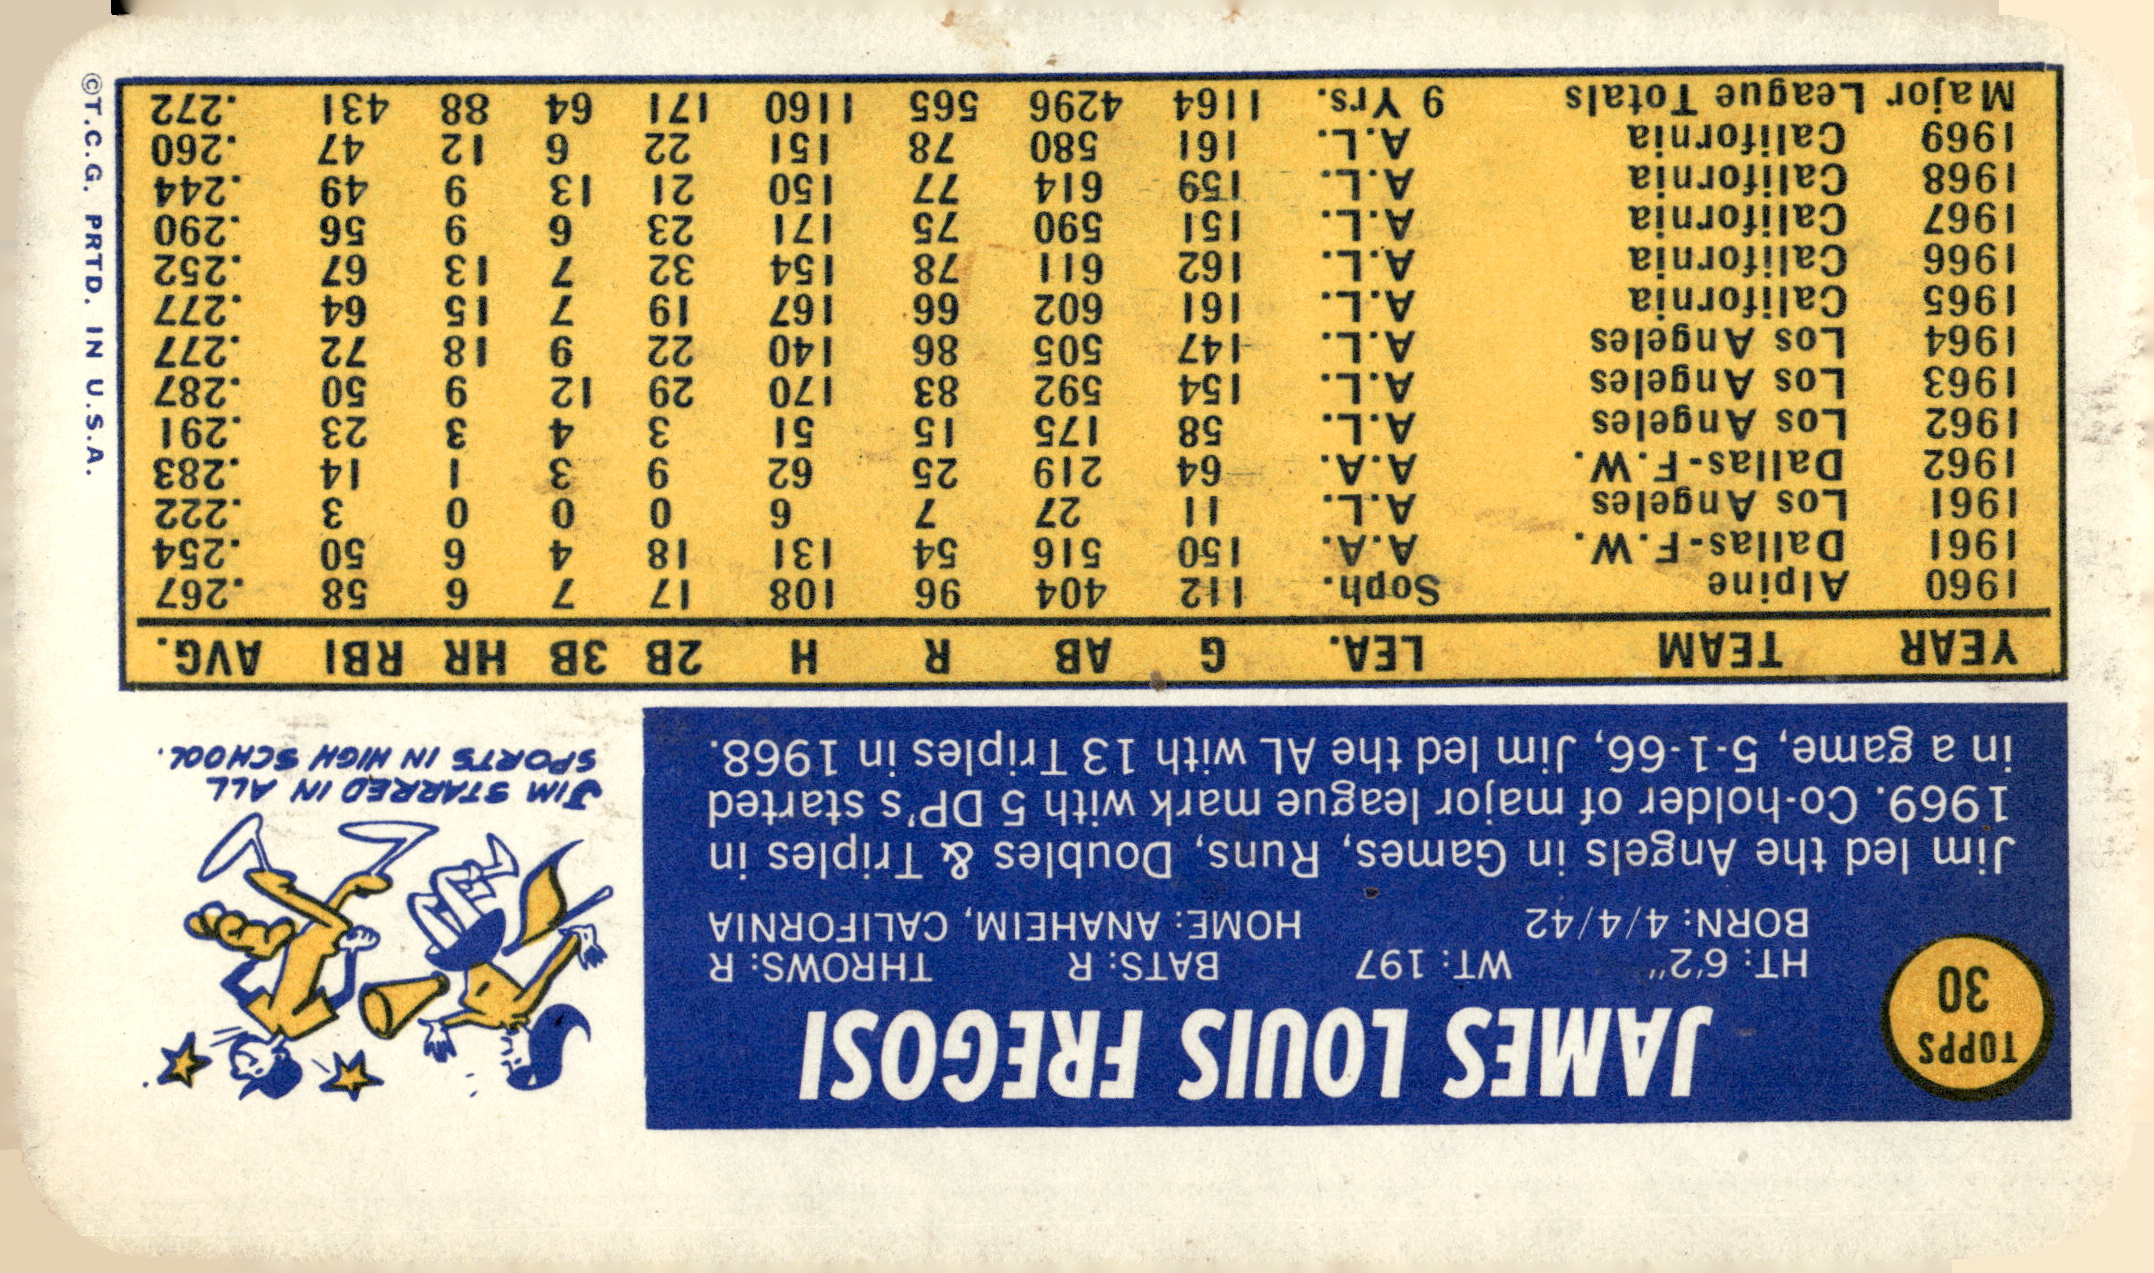 TOPPS
30
JAMES LOUIS FREGOSI
HT: 6'2" WT: 197 BATS: R THROWS: R
BORN: 4/4/42 HOME: ANAHEIM, CALIFORNIA
Jim led the Angels in Games, Runs, Doubles & Triples in
1969. Co-holder of major league mark with 5 DP's started
in a game, 5-1-66, Jim led the AL with 13 Triples in 1968.
JIM STARRED IN ALL
SPORTS IN HIGH SCHOOL.
YEAR TEAM LEA. G AB R H 2B 3B HR RBI AVG.
1960 Alpine Soph. 112 404 96 108 17 7 6 58 .267
1961 Dallas-F.W. A.A. 150 516 54 131 18 4 6 50 .254
1961 Los Angeles A.L. 11 27 7 6 0 0 0 3 .222
1962 Dallas-F.W. A.A. 64 219 25 62 9 3 1 14 .283
1962 Los Angeles A.L. 58 175 15 51 3 4 3 23 .291
1963 Los Angeles A.L. 154 592 83 170 29 12 9 50 .287
1964 Los Angeles A.L. 147 505 86 140 22 9 18 72 .277
1965 California A.L. 161 602 66 167 19 7 15 64 .277
1966 California A.L. 162 611 78 154 32 7 13 67 .252
1967 California A.L. 151 590 75 171 23 6 9 56 .290
1968 California A.L. 159 614 77 150 21 13 9 49 .244
1969 California A.L. 161 580 78 151 22 6 12 47 .260
Major League Totals 9 Yrs. 1164 4296 565 1160 171 64 88 431 .272
©T.C.G. PRTD. IN U.S.A.